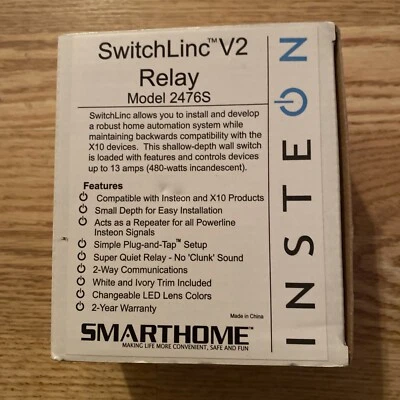 SwitchLinc™ V2
Relay
Model 2476S
SwitchLinc allows you to install and develop
a robust home automation system while
maintaining backwards compatibility with the
X10 devices. This shallow-depth wall switch
is loaded with features and controls devices
up to 13 amps (480-watts incandescent).
Features
Compatible with Insteon and X10 Products
Small Depth for Easy Installation
Acts as a Repeater for all Powerline
Insteon Signals
Simple Plug-and-Tap™ Setup
Super Quiet Relay - No 'Clunk' Sound
2-Way Communications
White and Ivory Trim Included
Changeable LED Lens Colors
2-Year Warranty
Made in China
SMARTHOME™
MAKING LIFE MORE CONVENIENT, SAFE AND FUN
INSTEON